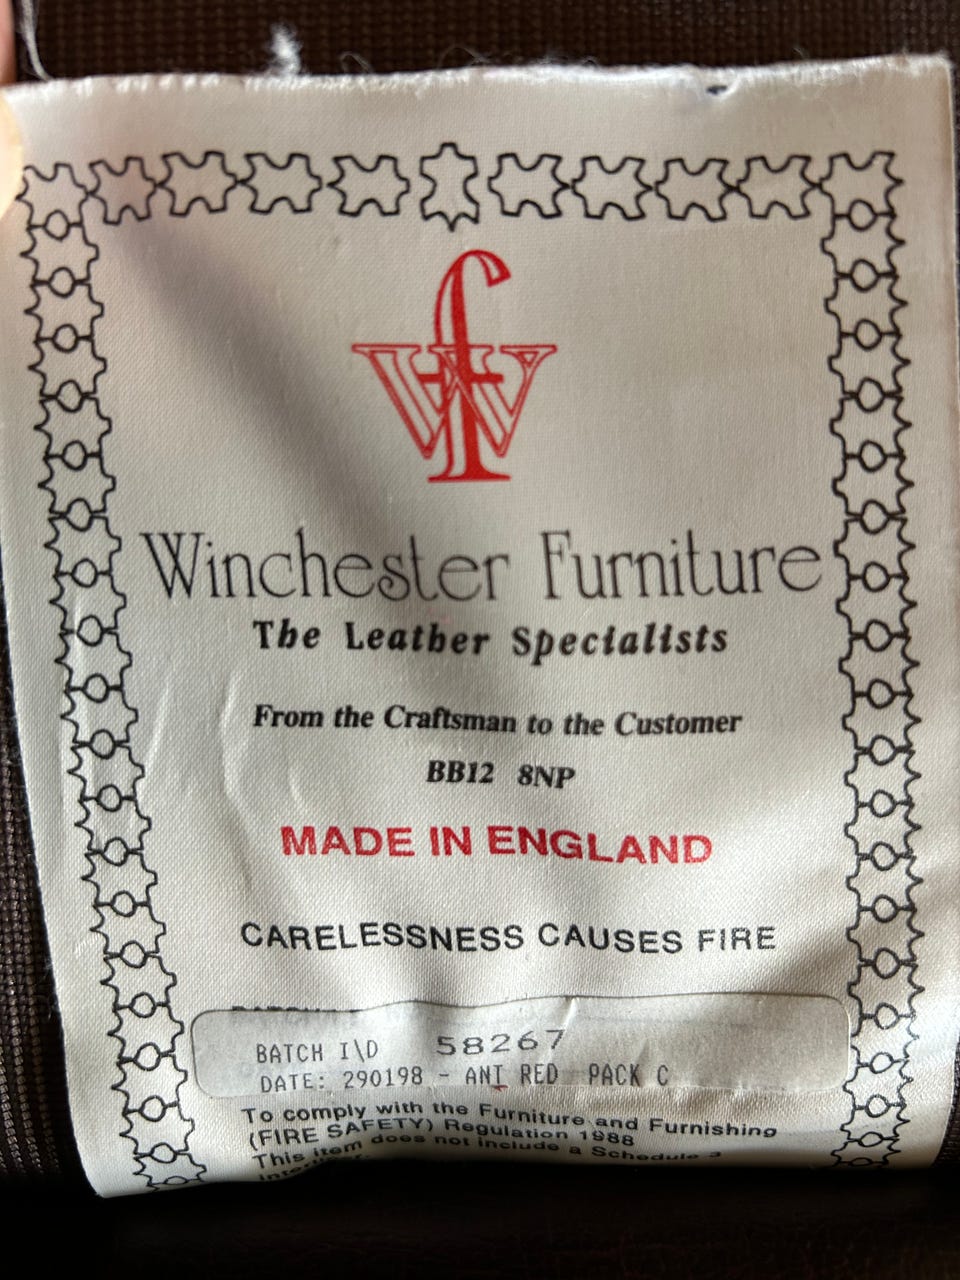 fW
Winchester Furniture
The Leather Specialists
From the Craftsman to the Customer
BB12 8NP
MADE IN ENGLAND
CARELESSNESS CAUSES FIRE
BATCH I\D 58267
DATE: 290198 - ANT RED PACK C
To comply with the Furniture and Furnishing
(FIRE SAFETY) Regulation 1988
This item does not include a Schedule 3
interliner.